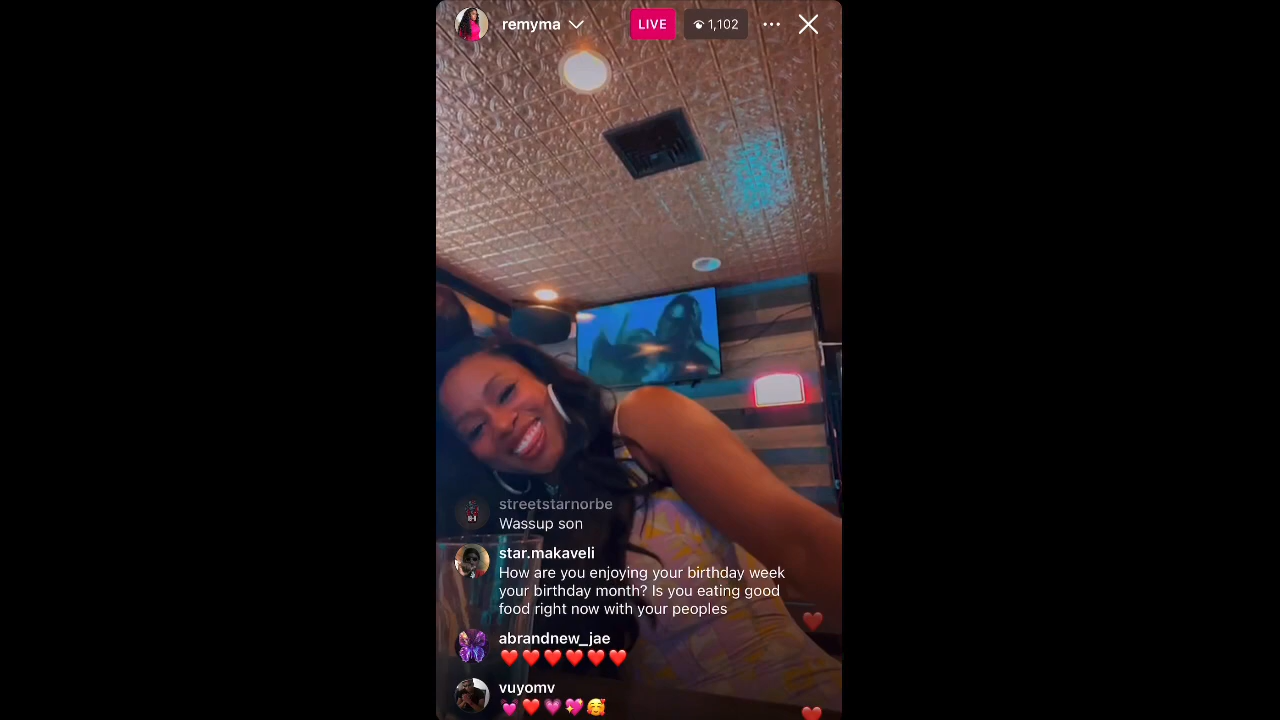 remyma
LIVE
1,102
streetstarnorbe
Wassup son
star.makaveli
How are you enjoying your birthday week
your birthday month? Is you eating good
food right now with your peoples
abrandnew_jae
❤️❤️❤️❤️❤️❤️
vuyomv
💓❤️💗💖🥰